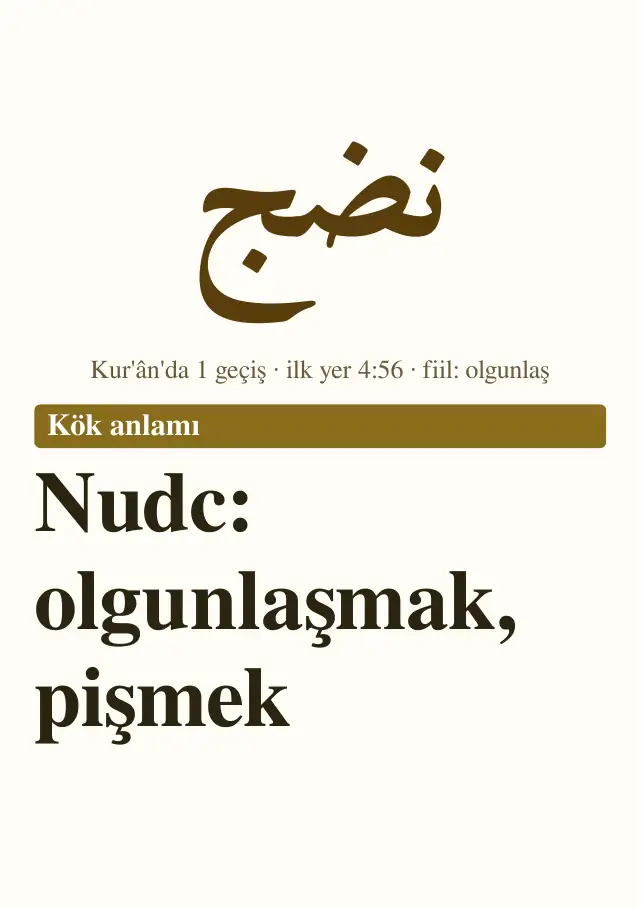 نضج
Kur'ân'da 1 geçiş · ilk yer 4:56 · fiil: olgunlaş
Kök anlamı
Nudc:
olgunlaşmak,
pişmek